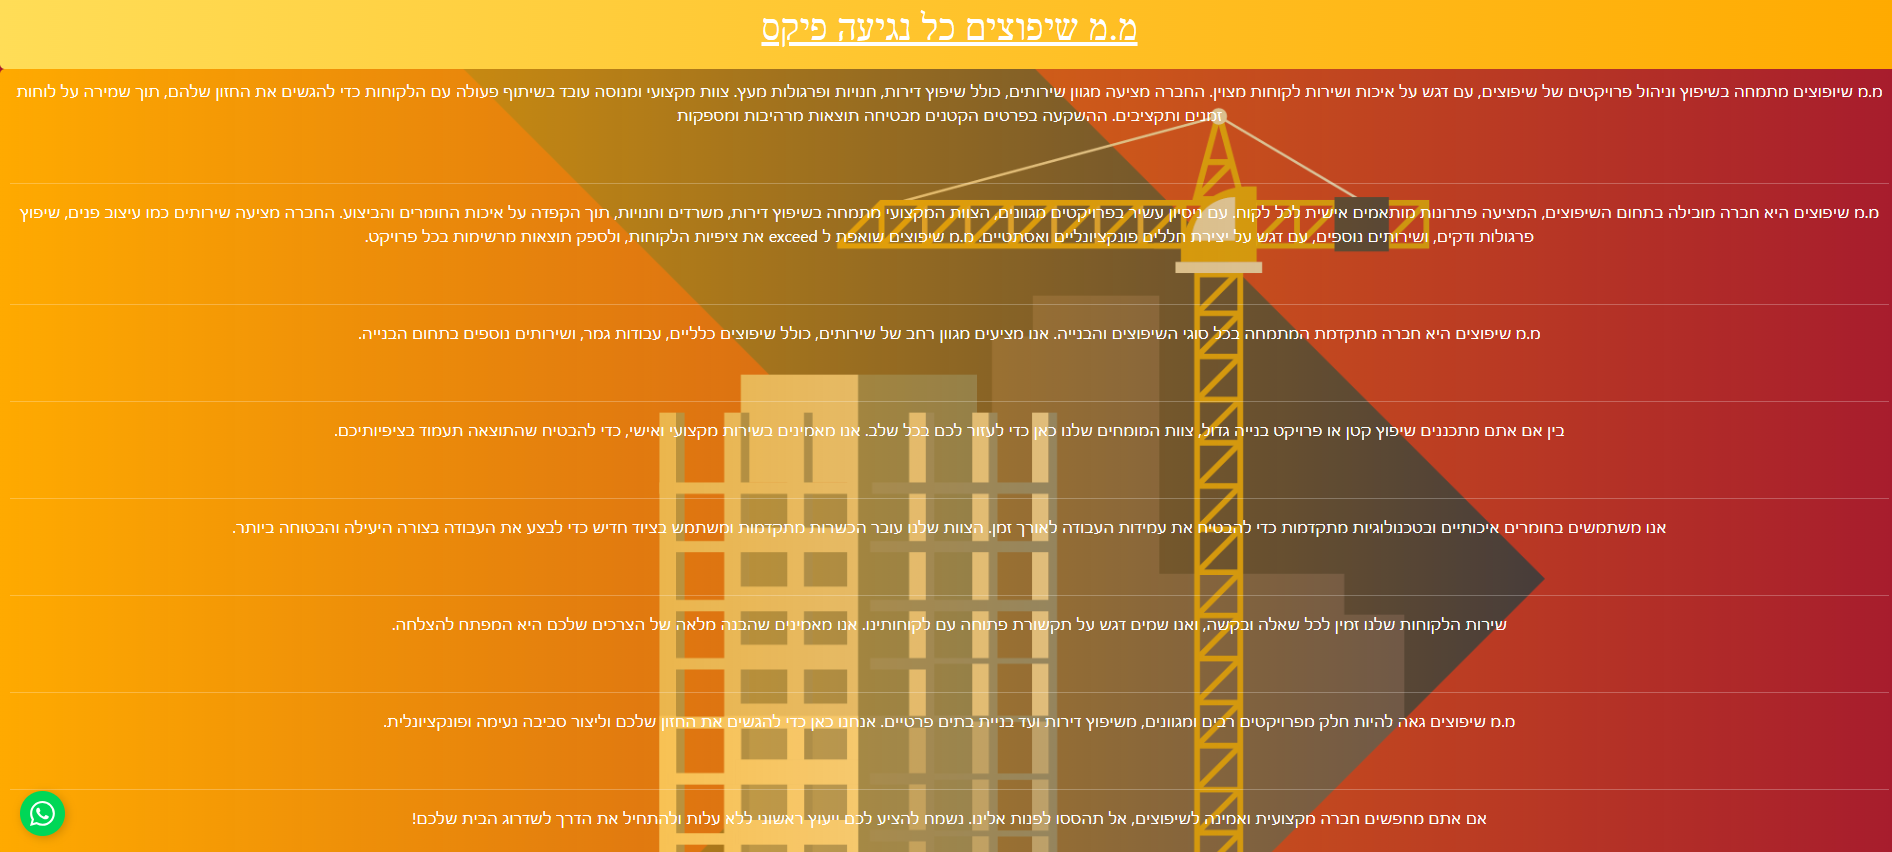 מ.מ שיפוצים כל נגיעה פיקס
מ.מ שיופוצים מתמחה בשיפוץ וניהול פרויקטים של שיפוצים, עם דגש על איכות ושירות לקוחות מצוין. החברה מציעה מגוון שירותים, כולל שיפוץ דירות, חנויות ופרגולות מעץ. צוות מקצועי ומנוסה עובד בשיתוף פעולה עם הלקוחות כדי להגשים את החזון שלהם, תוך שמירה על לוחות
זמנים ותקציבים. ההשקעה בפרטים הקטנים מבטיחה תוצאות מרהיבות ומספקות
מ.מ שיפוצים היא חברה מובילה בתחום השיפוצים, המציעה פתרונות מותאמים אישית לכל לקוח. עם ניסיון עשיר בפרויקטים מגוונים, הצוות המקצועי מתמחה בשיפוץ דירות, משרדים וחנויות, תוך הקפדה על איכות החומרים והביצוע. החברה מציעה שירותים כמו עיצוב פנים, שיפוץ
פרגולות ודקים, ושירותים נוספים, עם דגש על יצירת חללים פונקציונליים ואסתטיים. מ.מ שיפוצים שואפת ל exceed את ציפיות הלקוחות, ולספק תוצאות מרשימות בכל פרויקט.
מ.מ שיפוצים היא חברה מתקדמת המתמחה בכל סוגי השיפוצים והבנייה. אנו מציעים מגוון רחב של שירותים, כולל שיפוצים כלליים, עבודות גמר, ושירותים נוספים בתחום הבנייה.
בין אם אתם מתכננים שיפוץ קטן או פרויקט בנייה גדול, צוות המומחים שלנו כאן כדי לעזור לכם בכל שלב. אנו מאמינים בשירות מקצועי ואישי, כדי להבטיח שהתוצאה תעמוד בציפיותיכם.
אנו משתמשים בחומרים איכותיים ובטכנולוגיות מתקדמות כדי להבטיח את עמידות העבודה לאורך זמן. הצוות שלנו עובר הכשרות מתקדמות ומשתמש בציוד חדיש כדי לבצע את העבודה בצורה היעילה והבטוחה ביותר.
שירות הלקוחות שלנו זמין לכל שאלה ובקשה, ואנו שמים דגש על תקשורת פתוחה עם לקוחותינו. אנו מאמינים שהבנה מלאה של הצרכים שלכם היא המפתח להצלחה.
מ.מ שיפוצים גאה להיות חלק מפרויקטים רבים ומגוונים, משיפוץ דירות ועד בניית בתים פרטיים. אנחנו כאן כדי להגשים את החזון שלכם וליצור סביבה נעימה ופונקציונלית.
אם אתם מחפשים חברה מקצועית ואמינה לשיפוצים, אל תהססו לפנות אלינו. נשמח להציע לכם ייעוץ ראשוני ללא עלות ולהתחיל את הדרך לשדרוג הבית שלכם!